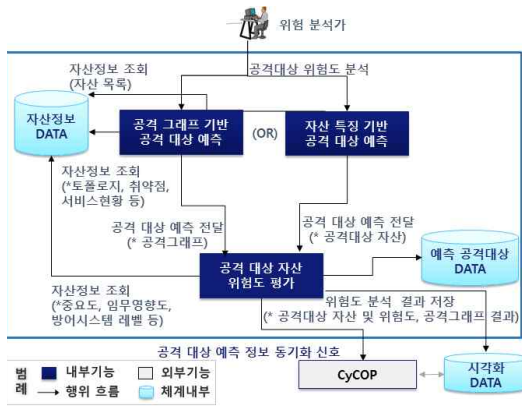 위험 분석가
자산정보 조회
(자산 목록)
공격대상 위험도 분석
자산정보
DATA
공격 그래프 기반
공격 대상 예측
(OR)
자산 특징 기반
공격 대상 예측
자산정보 조회
(*토폴로지, 취약점,
서비스현황 등)
공격 대상 예측 전달
(* 공격그래프)
공격 대상 예측 전달
(* 공격대상 자산)
공격 대상 자산
위험도 평가
예측 공격대상
DATA
자산정보 조회
(*중요도, 임무영향도,
방어시스템 레벨 등)
위험도 분석 결과 저장
(* 공격대상 자산 및 위험도, 공격그래프 결과)
공격 대상 예측 정보 동기화 신호
범례
내부기능
외부기능
행위 흐름
체계내부
CyCOP
시각화
DATA